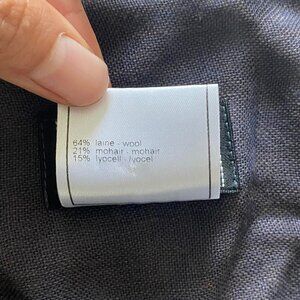 64% laine - wool
21% mohair - mohair
15% lyocell - lyocel